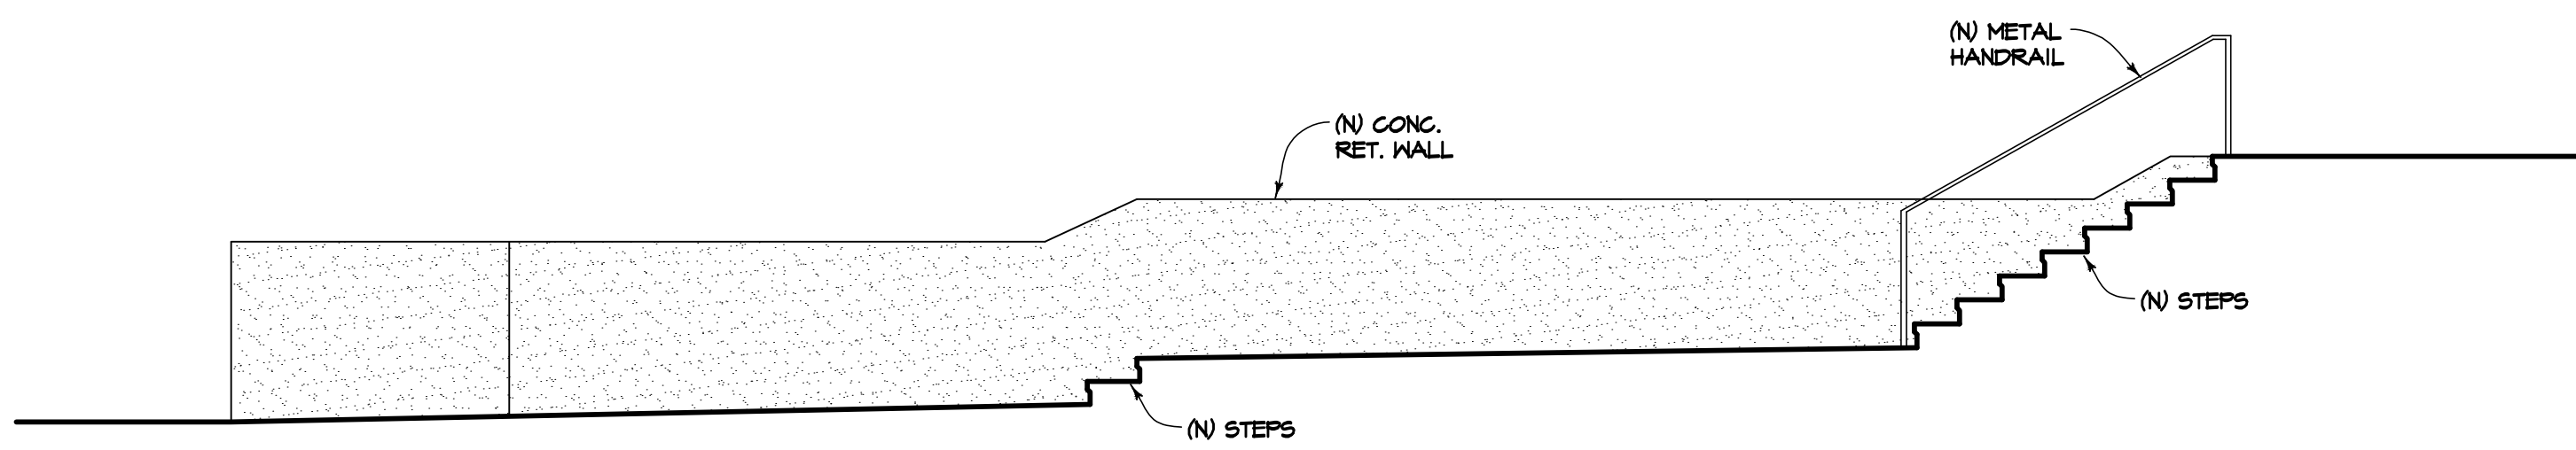 (N) METAL
HANDRAIL
(N) CONC.
RET. WALL
(N) STEPS
(N) STEPS